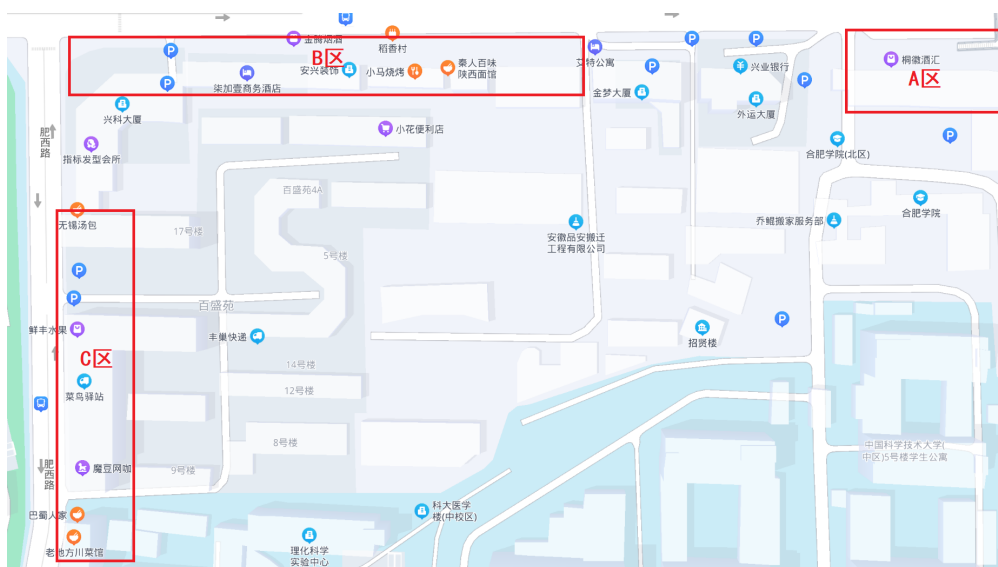 金腾烟酒
稻香村
B区
安兴装饰
小马烧烤
秦人百味
陕西面馆
柒加壹商务酒店
艾特公寓
金梦大厦
兴业银行
外运大厦
桐徽酒汇
A区
兴科大厦
小花便利店
肥西路
指标发型会所
合肥学院(北区)
百盛苑4A
合肥学院
无锡汤包
17号楼
乔鲲搬家服务部
安徽品安搬迁
工程有限公司
5号楼
百盛苑
鲜丰水果
丰巢快递
招贤楼
C区
14号楼
菜鸟驿站
12号楼
8号楼
中国科学技术大学(
中区)5号楼学生公寓
肥西路
魔豆网咖
9号楼
巴蜀人家
科大医学
楼(中校区)
老地方川菜馆
理化科学
实验中心
P
P
P
P
P
P
P
P
P
P